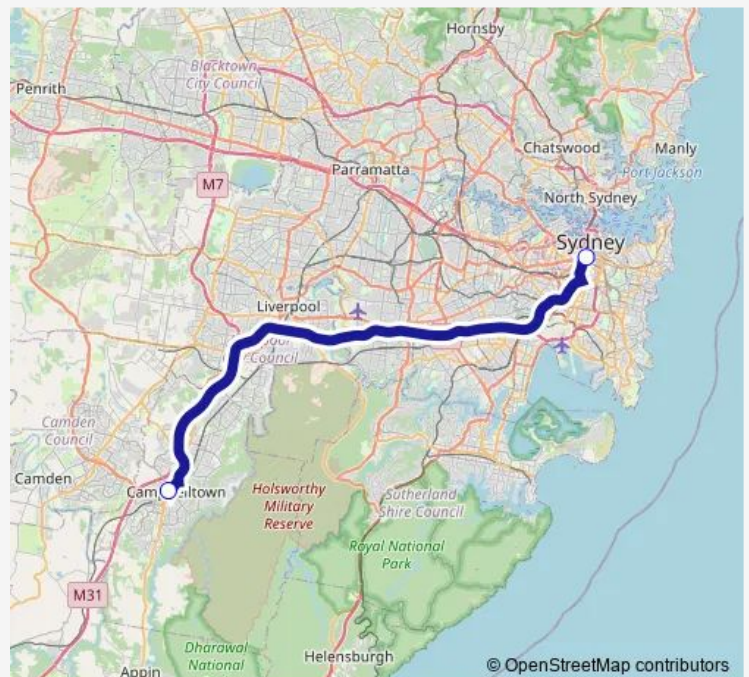 Hornsby
Blacktown
City Council
Penrith
Chatswood
Manly
Parramatta
Port Jackson
M7
North Sydney
Sydney
Liverpool
Council
Camden
Council
Camden
Holsworthy
Military
Reserve
Sutherland
Shire Council
Royal National
Park
M31
Dharawal
National
Helensburgh
Appin
© OpenStreetMap contributors